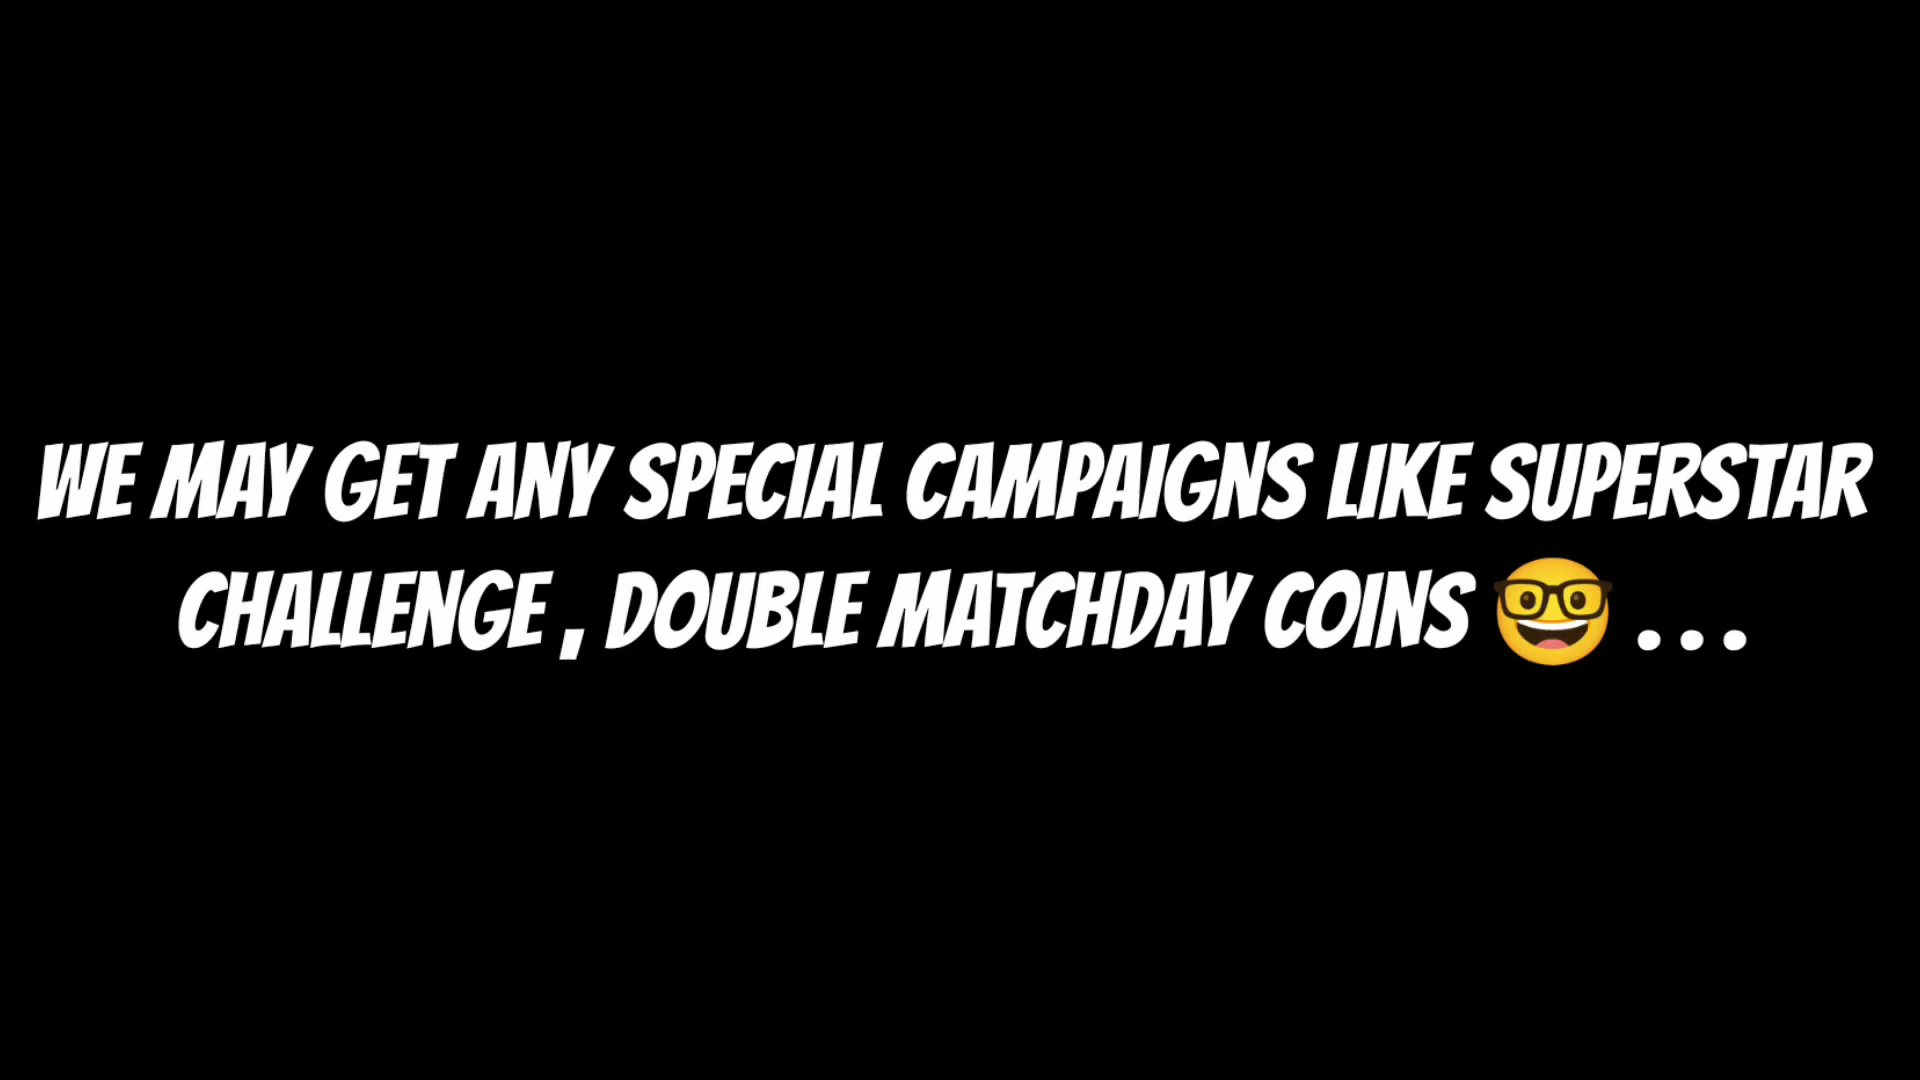 WE MAY GET ANY SPECIAL CAMPAIGNS LIKE SUPERSTAR
CHALLENGE , DOUBLE MATCHDAY COINS 🤓 . . .